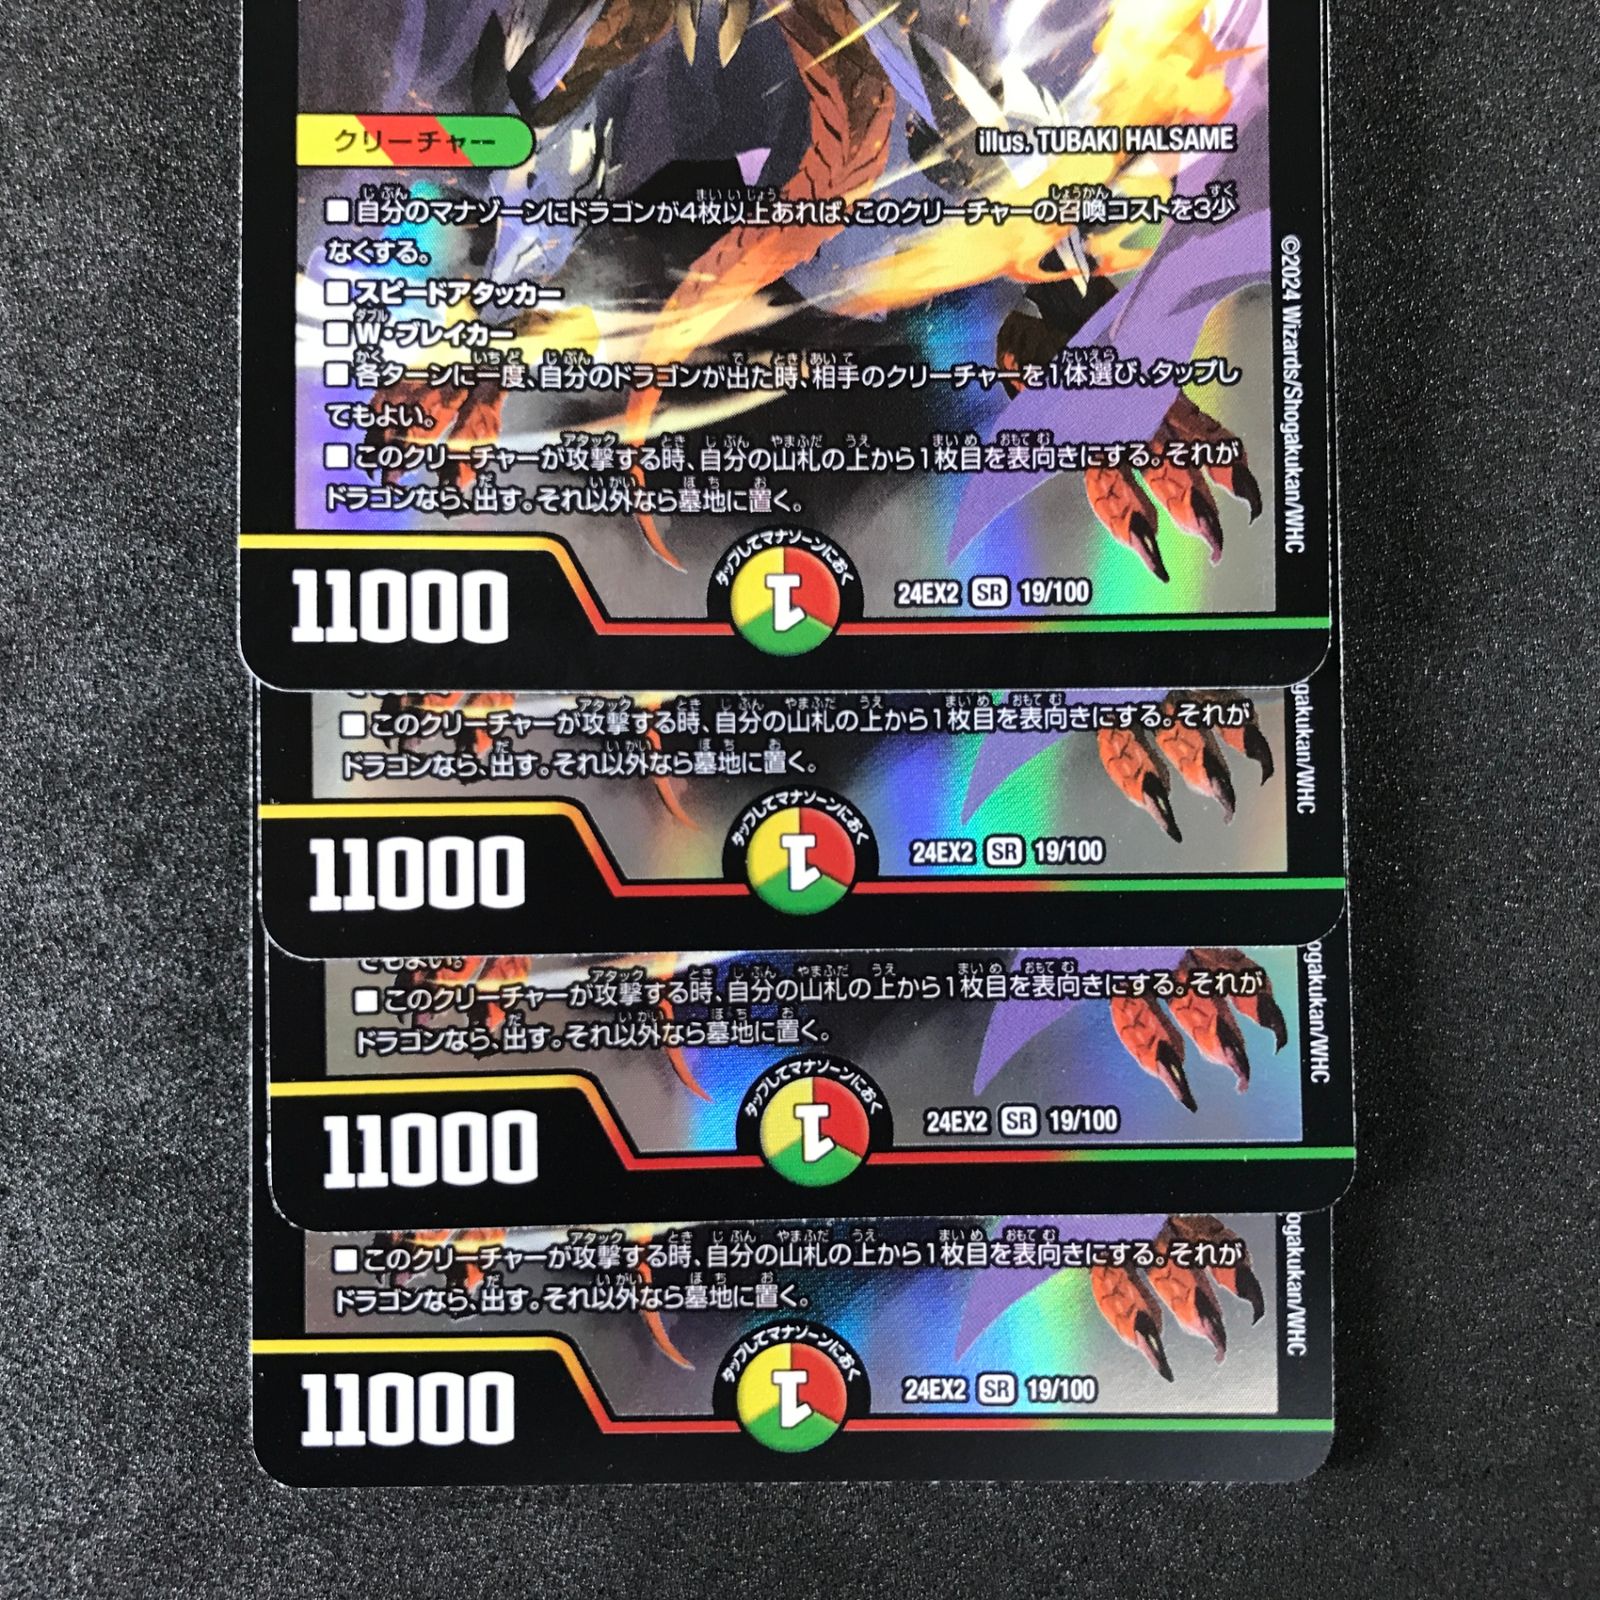 クリーチャー
illus. TUBAKI HALSAME
■自分のマナゾーンにドラゴンが4枚以上あれば、このクリーチャーの召喚コストを3少
なくする。
■スピードアタッカー
■W・ブレイカー
■各ターンに一度、自分のドラゴンが出た時、相手のクリーチャーを1体選び、タップし
てもよい。
■このクリーチャーが攻撃する時、自分の山札の上から1枚目を表向きにする。それが
ドラゴンなら、出す。それ以外なら墓地に置く。
©2024 Wizards/Shogakukan/WHC
11000
タップしてマナゾーンにおく
1
24EX2 SR 19/100
■このクリーチャーが攻撃する時、自分の山札の上から1枚目を表向きにする。それが
ドラゴンなら、出す。それ以外なら墓地に置く。
ogakukan/WHC
11000
タップしてマナゾーンにおく
1
24EX2 SR 19/100
てもよい。
■このクリーチャーが攻撃する時、自分の山札の上から1枚目を表向きにする。それが
ドラゴンなら、出す。それ以外なら墓地に置く。
ogakukan/WHC
11000
タップしてマナゾーンにおく
1
24EX2 SR 19/100
■このクリーチャーが攻撃する時、自分の山札の上から1枚目を表向きにする。それが
ドラゴンなら、出す。それ以外なら墓地に置く。
ogakukan/WHC
11000
タップしてマナゾーンにおく
1
24EX2 SR 19/100